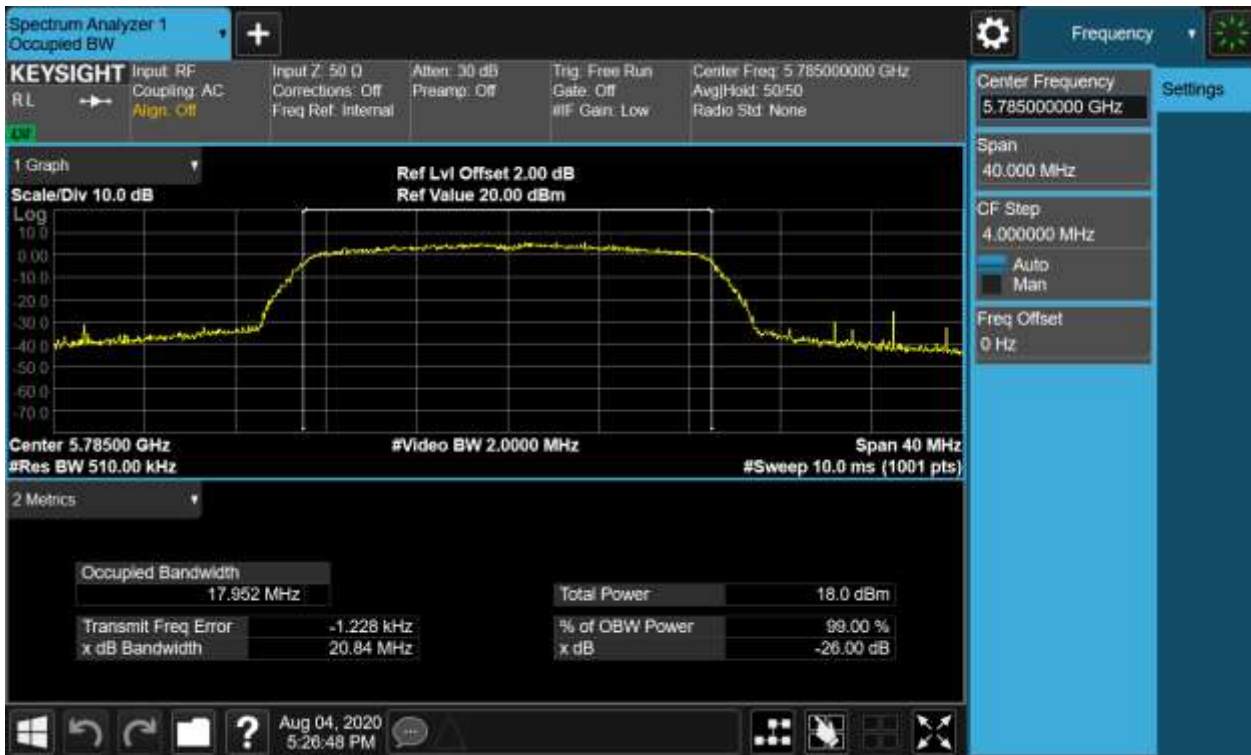 Spectrum Analyzer 1
Occupied BW
Frequency
KEYSIGHT
RL
Input: RF
Coupling: AC
Align: Off
Input Z: 50 Ω
Corrections: Off
Freq Ref: Internal
Atten: 30 dB
Preamp: Off
Trig: Free Run
Gate: Off
#IF Gain: Low
Center Freq: 5.785000000 GHz
Avg|Hold: 50/50
Radio Std: None
Center Frequency
5.785000000 GHz
Settings
Span
40.000 MHz
CF Step
4.000000 MHz
Auto
Man
Freq Offset
0 Hz
1 Graph
Scale/Div 10.0 dB
Ref Lvl Offset 2.00 dB
Ref Value 20.00 dBm
Log
10.0
0.00
-10.0
-20.0
-30.0
-40.0
-50.0
-60.0
-70.0
Center 5.78500 GHz
#Video BW 2.0000 MHz
Span 40 MHz
#Res BW 510.00 kHz
#Sweep 10.0 ms (1001 pts)
2 Metrics
Occupied Bandwidth
17.952 MHz
Total Power 18.0 dBm
Transmit Freq Error -1.228 kHz
% of OBW Power 99.00 %
x dB Bandwidth 20.84 MHz
x dB -26.00 dB
?
Aug 04, 2020
5:26:48 PM